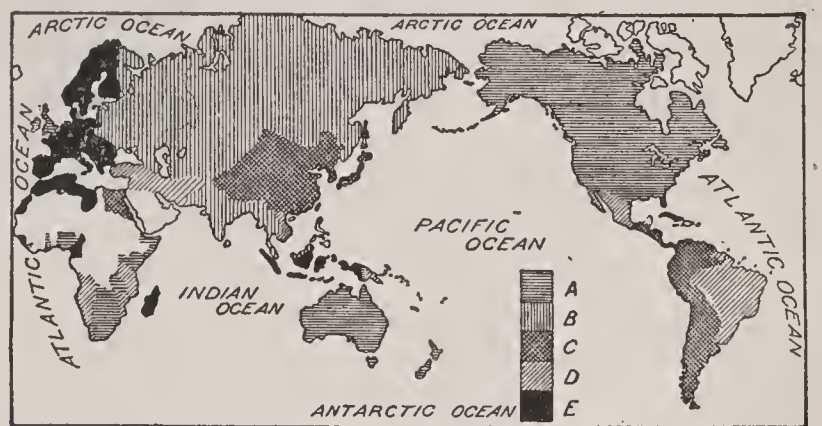 ARCTIC OCEAN
ARCTIC OCEAN
ATLANTIC OCEAN
PACIFIC
OCEAN
ATLANTIC OCEAN
INDIAN
OCEAN
A
B
C
D
E
ANTARCTIC OCEAN